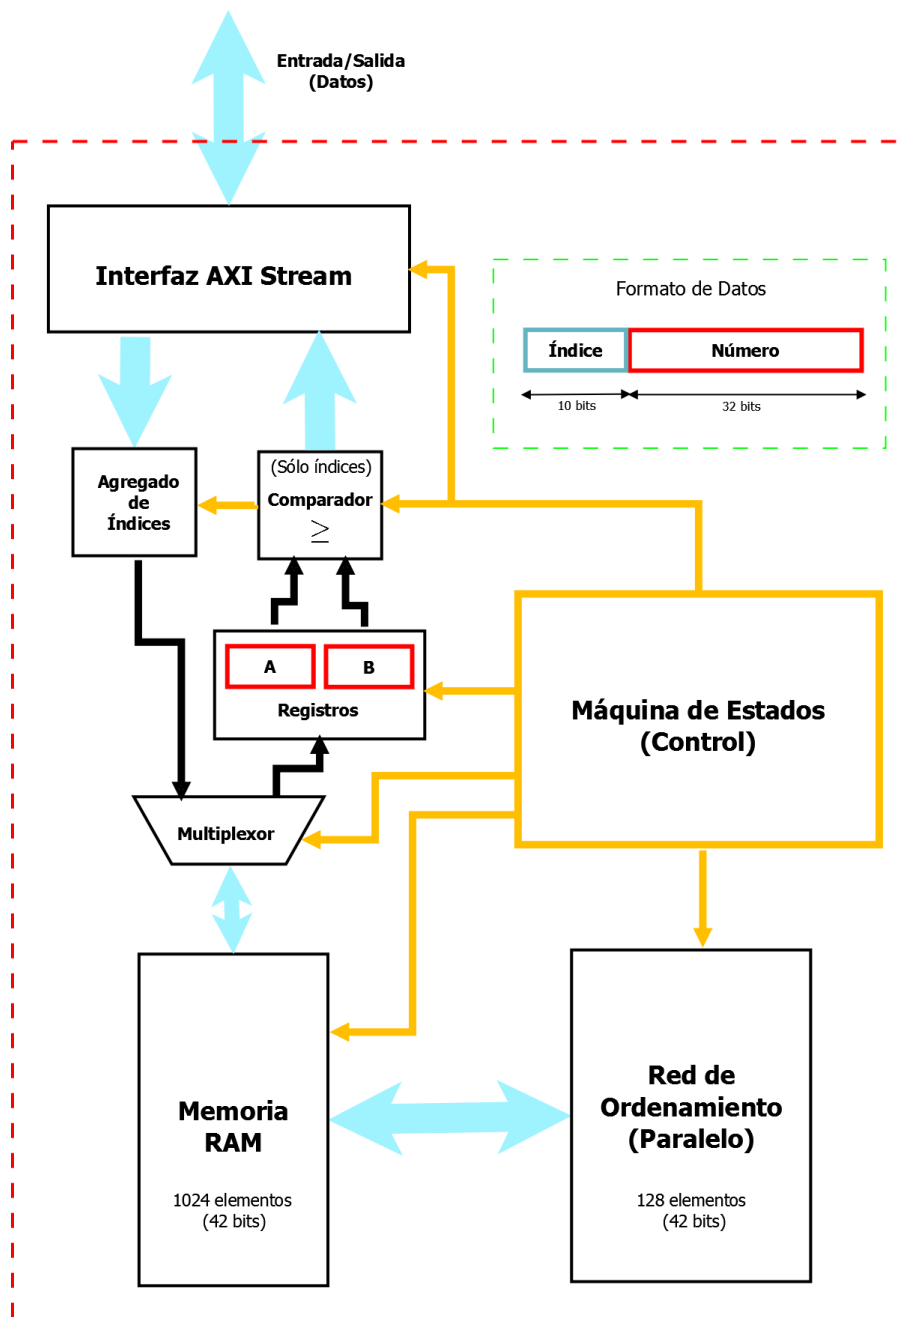 Entrada/Salida
(Datos)
Interfaz AXI Stream
Formato de Datos
Índice
Número
10 bits
32 bits
Agregado
de
Índices
(Sólo índices)
Comparador
≥
A
B
Registros
Máquina de Estados
(Control)
Multiplexor
Memoria
RAM
1024 elementos
(42 bits)
Red de
Ordenamiento
(Paralelo)
128 elementos
(42 bits)